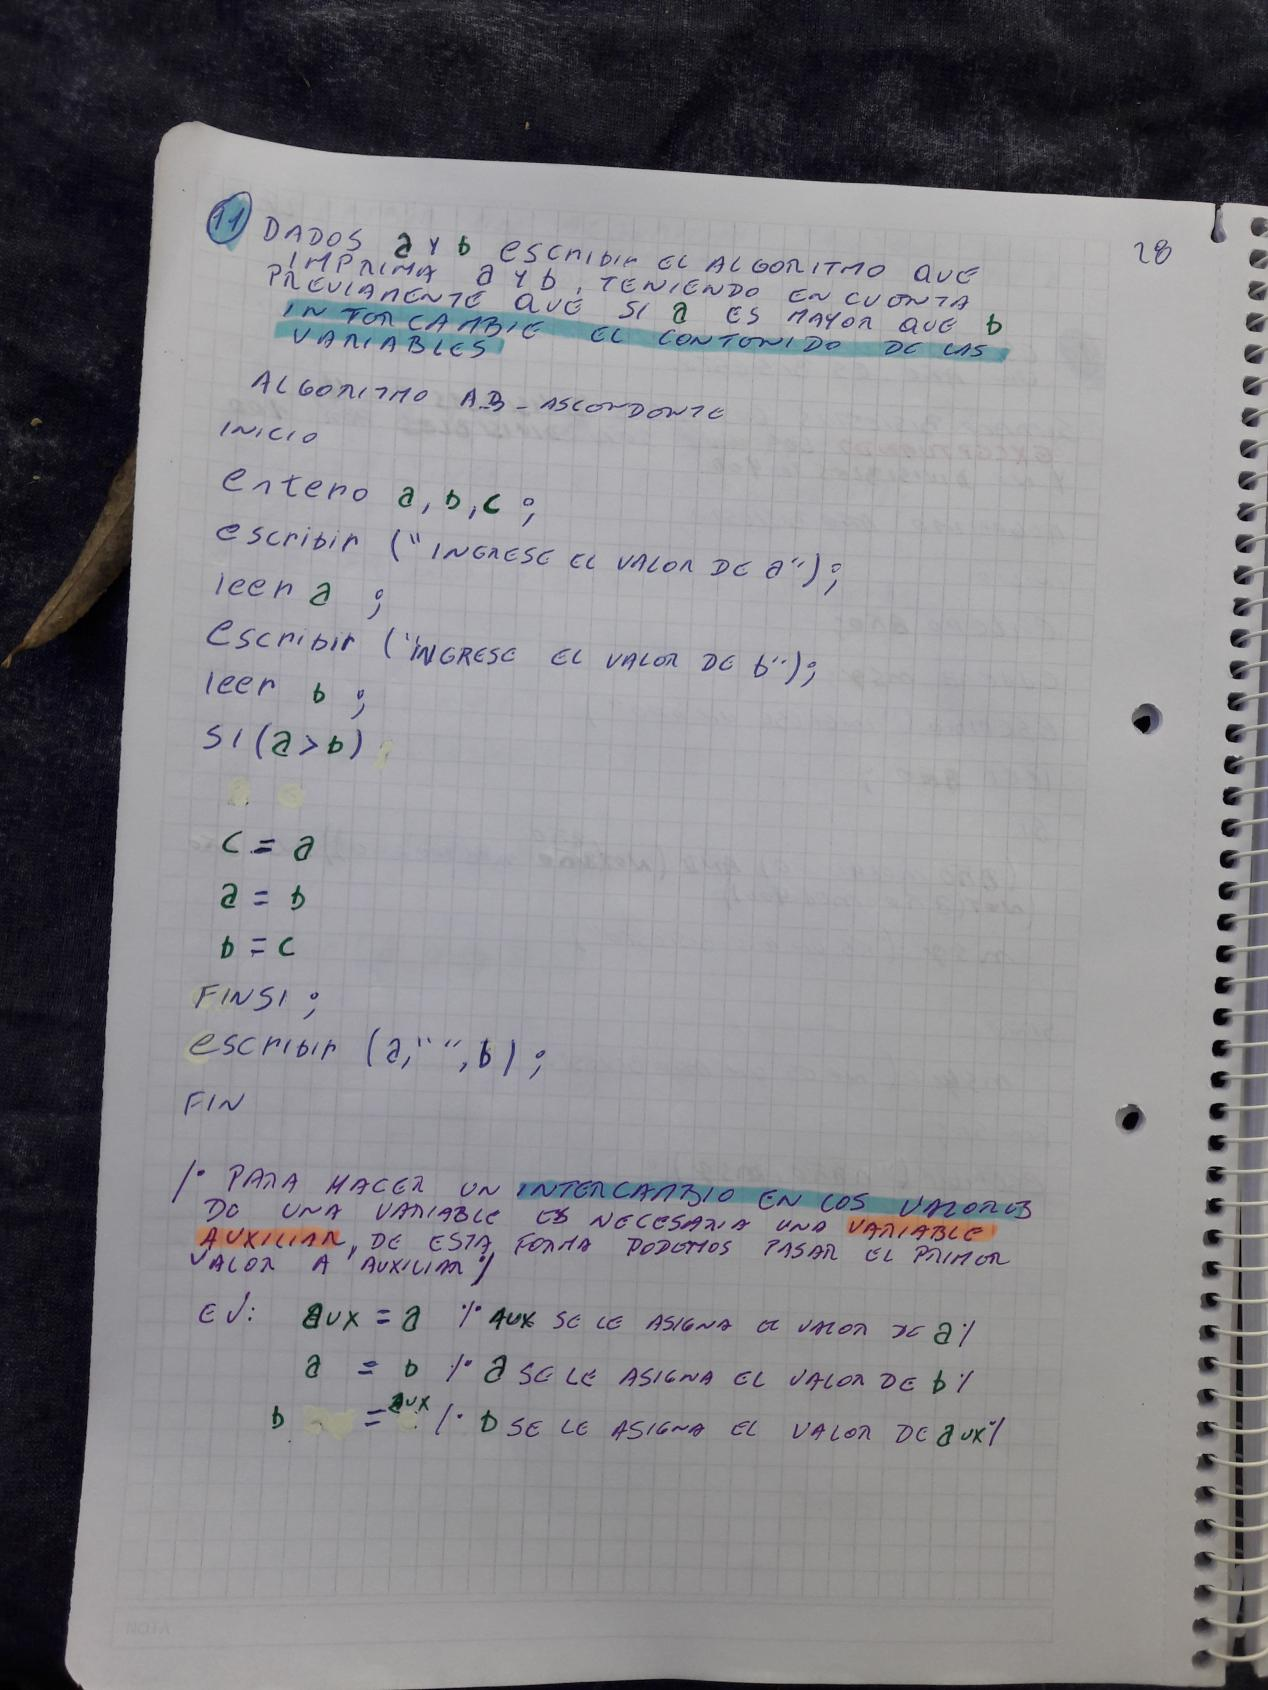 11 DADOS a Y b escribir EL ALGORITMO QUE
28
IMPRIMA a Y b, TENIENDO EN CUENTA
PREVIAMENTE QUE SI a ES MAYOR QUE b
INTERCAMBIE EL CONTENIDO DE LAS
VARIABLES
ALGORITMO AB-ASCENDENTE
INICIO
entero a, b, c ;
escribir ("INGRESE EL VALOR DE a");
leer a ;
Escribir ("INGRESE EL VALOR DE b");
leer b ;
SI (a > b)
c = a
a = b
b = c
FINSI ;
escribir (a," ",b) ;
FIN
/* PARA HACER UN INTERCAMBIO EN LOS VALORES
DE UNA VARIABLE ES NECESARIA UNA VARIABLE
AUXILIAR, DE ESTA FORMA PODEMOS PASAR EL PRIMER
VALOR A AUXILIAR */
EJ: aux = a /* AUX SE LE ASIGNA EL VALOR DE a */
a = b /* a SE LE ASIGNA EL VALOR DE b */
b = aux /* b SE LE ASIGNA EL VALOR DE aux */